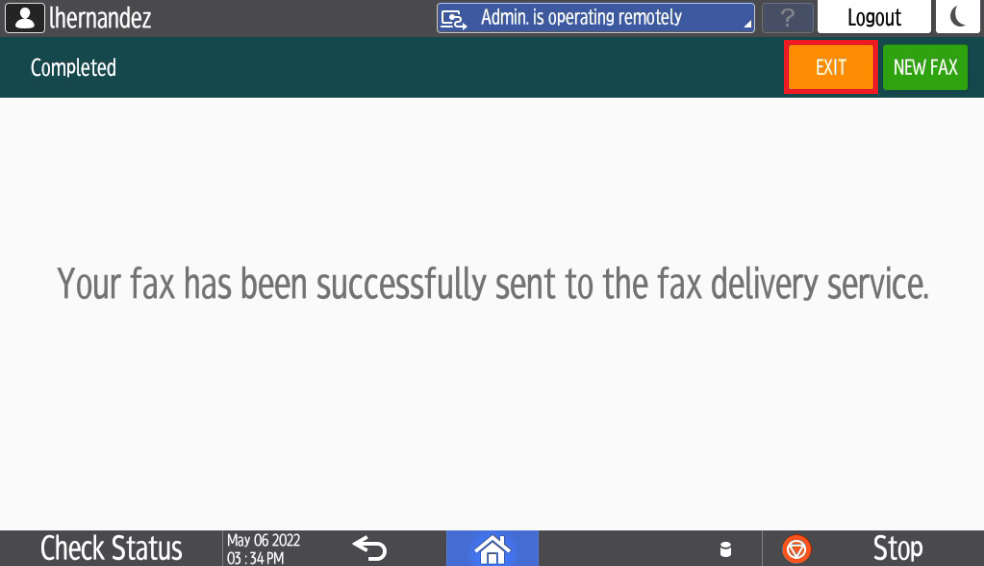 lhernandez
Admin. is operating remotely
?
Logout
Completed
EXIT
NEW FAX
Your fax has been successfully sent to the fax delivery service.
Check Status
May 06 2022
03 : 34 PM
Stop